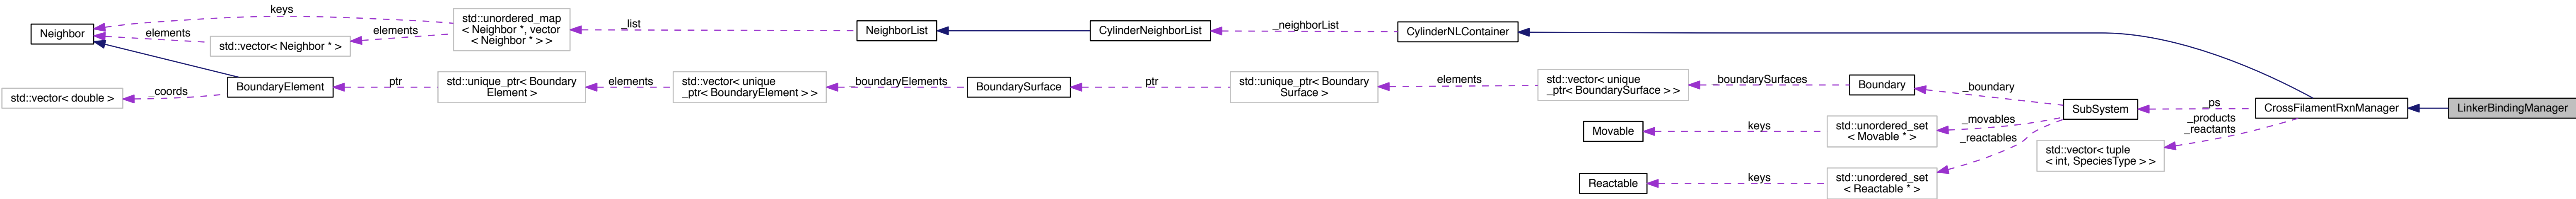 keys
Neighbor
elements
std::vector< Neighbor * >
elements
std::unordered_map
< Neighbor *, vector
< Neighbor * > >
_list
NeighborList
CylinderNeighborList
_neighborList
CylinderNLContainer
std::vector< double >
_coords
BoundaryElement
ptr
std::unique_ptr< Boundary
Element >
elements
std::vector< unique
_ptr< BoundaryElement > >
_boundaryElements
BoundarySurface
ptr
std::unique_ptr< Boundary
Surface >
elements
std::vector< unique
_ptr< BoundarySurface > >
_boundarySurfaces
Boundary
_boundary
SubSystem
_ps
CrossFilamentRxnManager
LinkerBindingManager
_products
_reactants
Movable
keys
std::unordered_set
< Movable * >
_movables
_reactables
std::vector< tuple
< int, SpeciesType > >
Reactable
keys
std::unordered_set
< Reactable * >